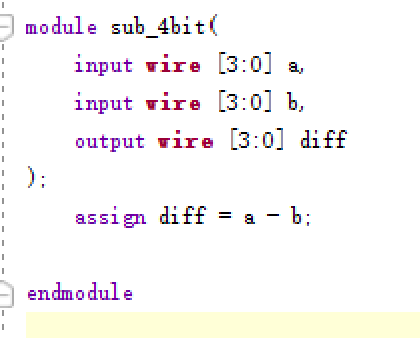 module sub_4bit(
    input wire [3:0] a,
    input wire [3:0] b,
    output wire [3:0] diff
);
    assign diff = a - b;
endmodule